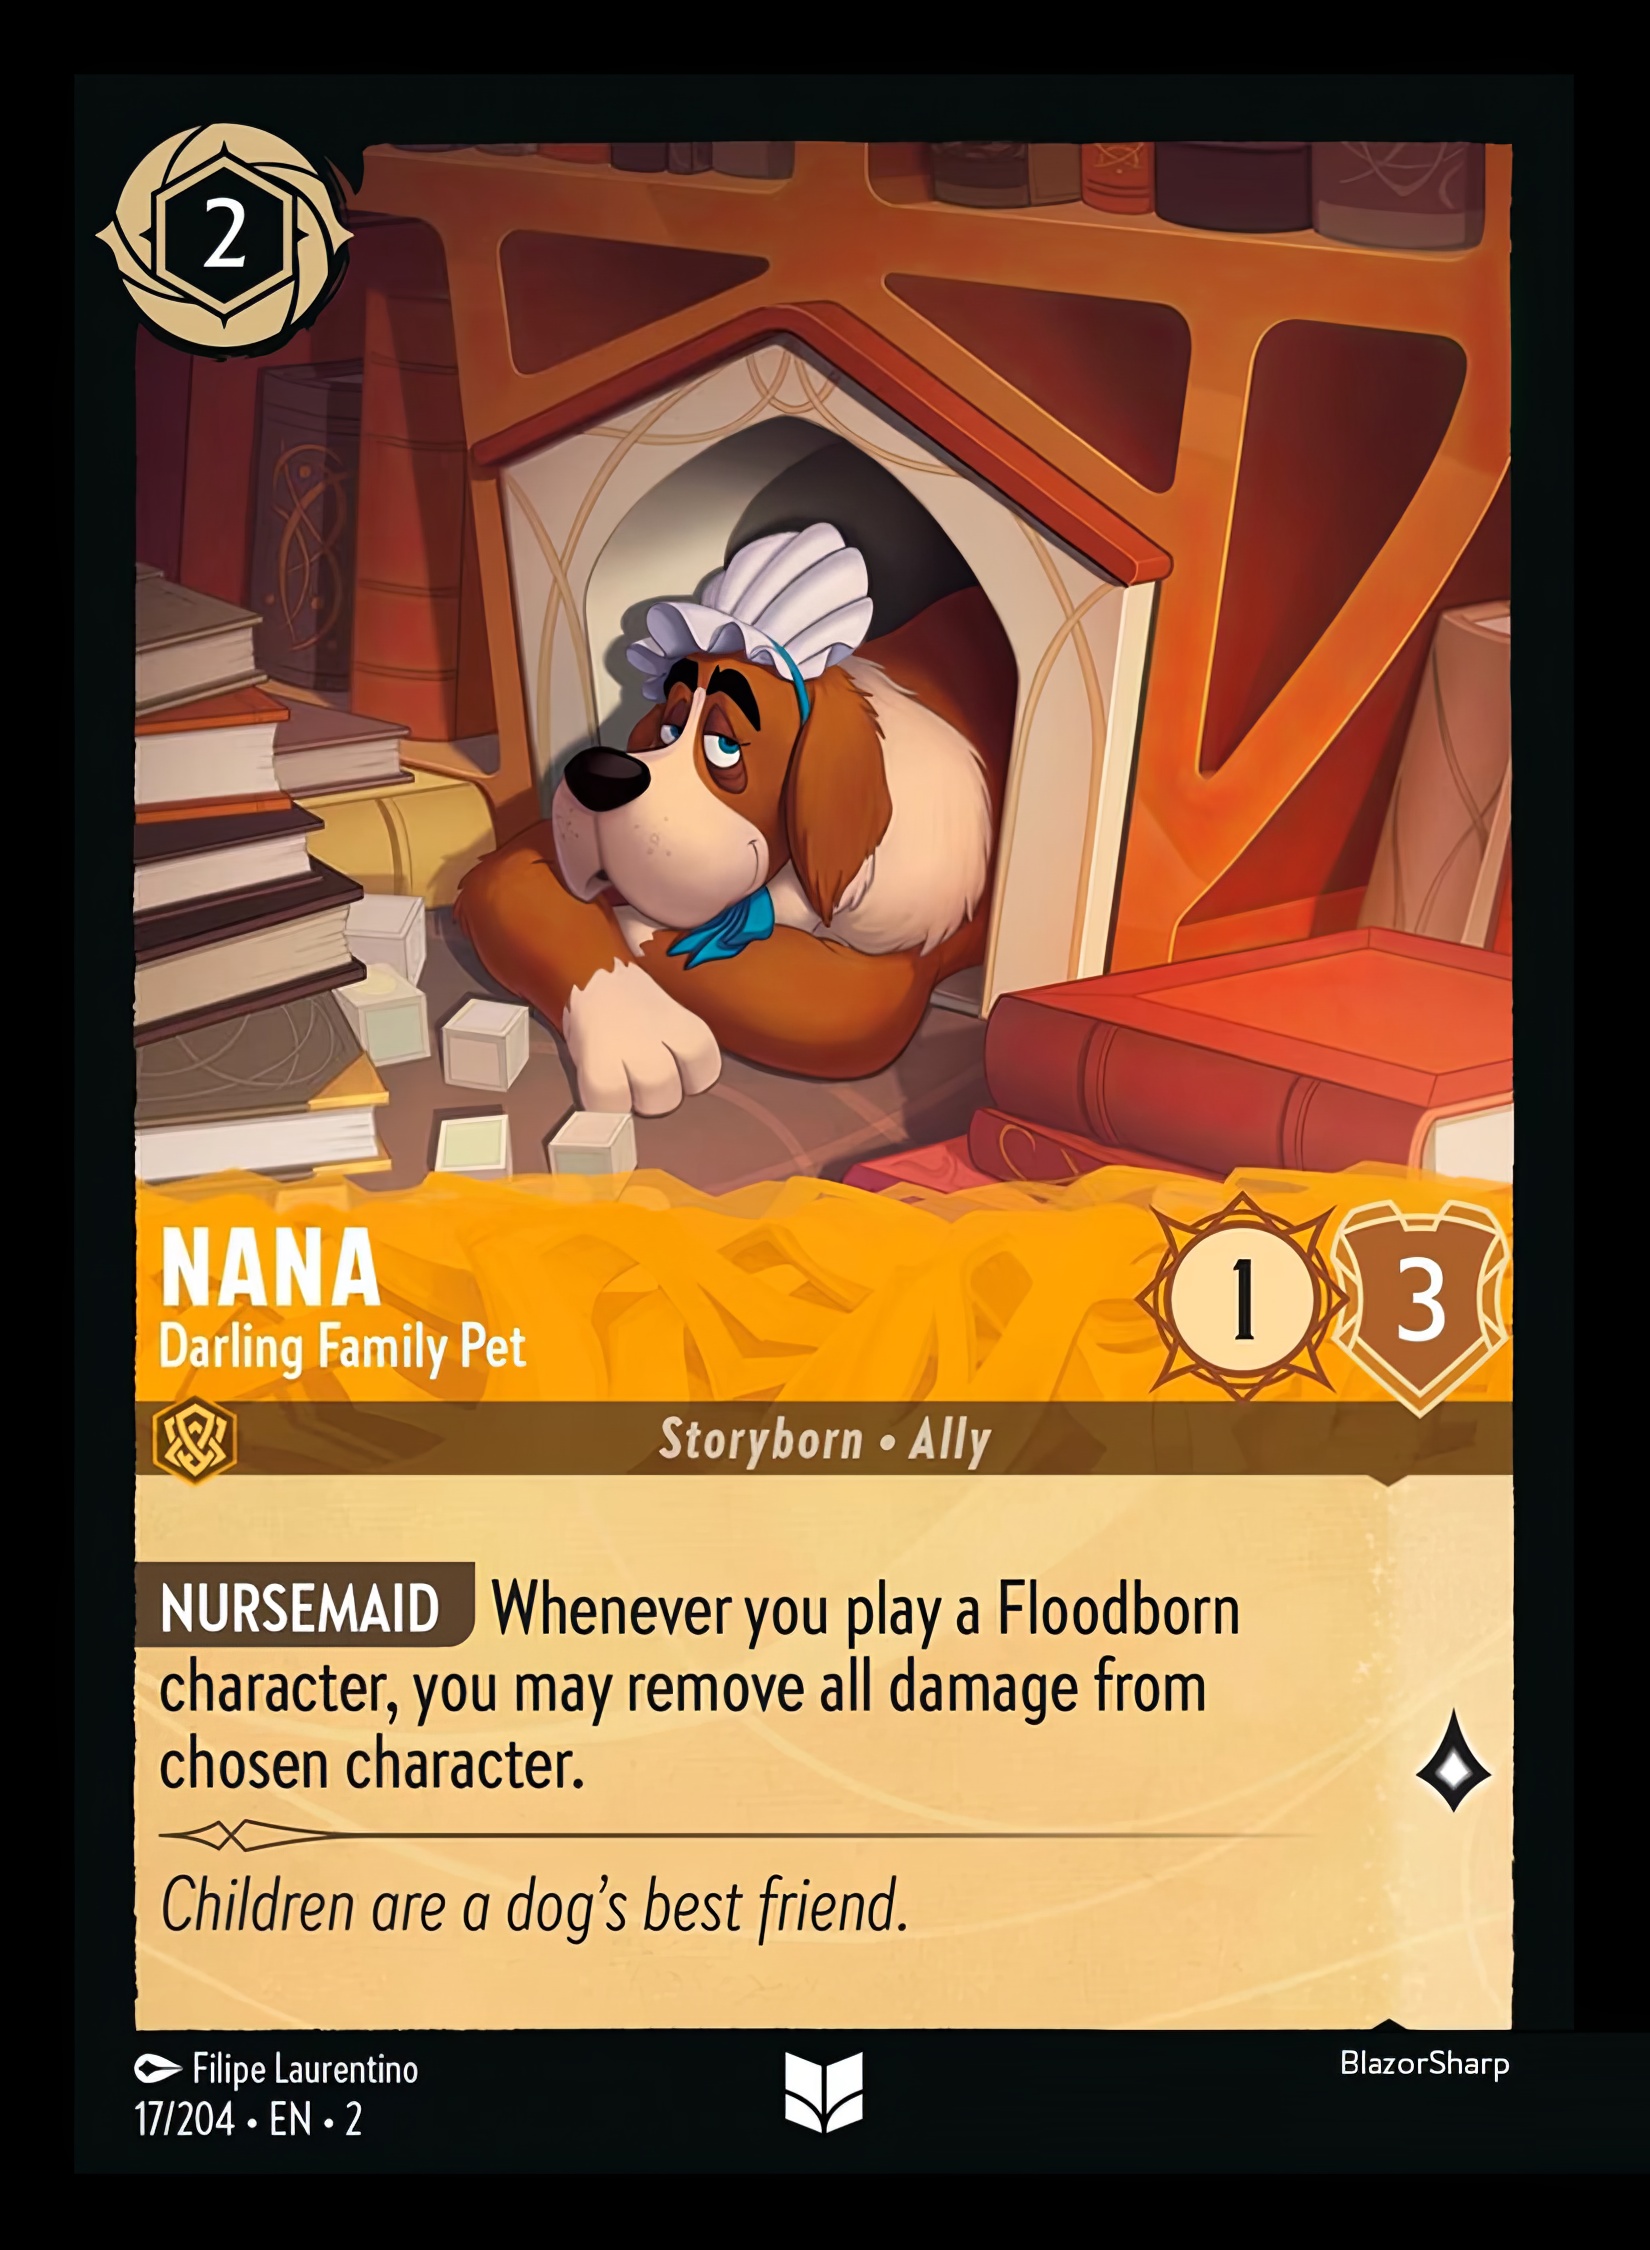 2
NANA
Darling Family Pet
1
3
Storyborn • Ally
NURSEMAID Whenever you play a Floodborn
character, you may remove all damage from
chosen character.
Children are a dog's best friend.
Filipe Laurentino
BlazorSharp
17/204 • EN • 2